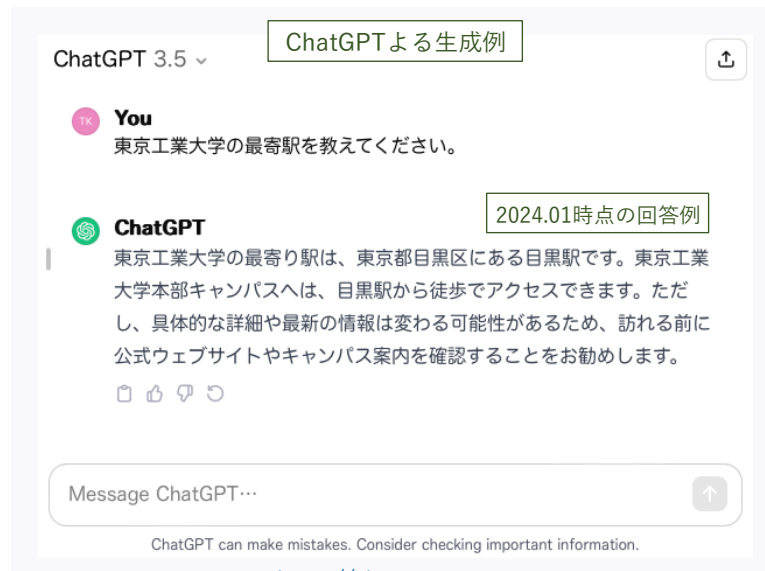 ChatGPTよる生成例
ChatGPT 3.5
TK
You
東京工業大学の最寄駅を教えてください。
2024.01時点の回答例
ChatGPT
東京工業大学の最寄り駅は、東京都目黒区にある目黒駅です。東京工業
大学本部キャンパスへは、目黒駅から徒歩でアクセスできます。ただ
し、具体的な詳細や最新の情報は変わる可能性があるため、訪れる前に
公式ウェブサイトやキャンパス案内を確認することをお勧めします。
Message ChatGPT…
ChatGPT can make mistakes. Consider checking important information.